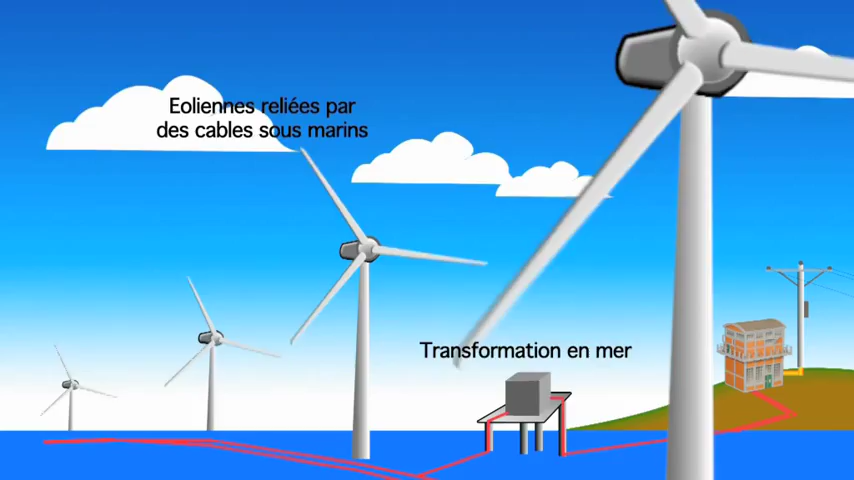 Eoliennes reliées par
des cables sous marins
Transformation en mer